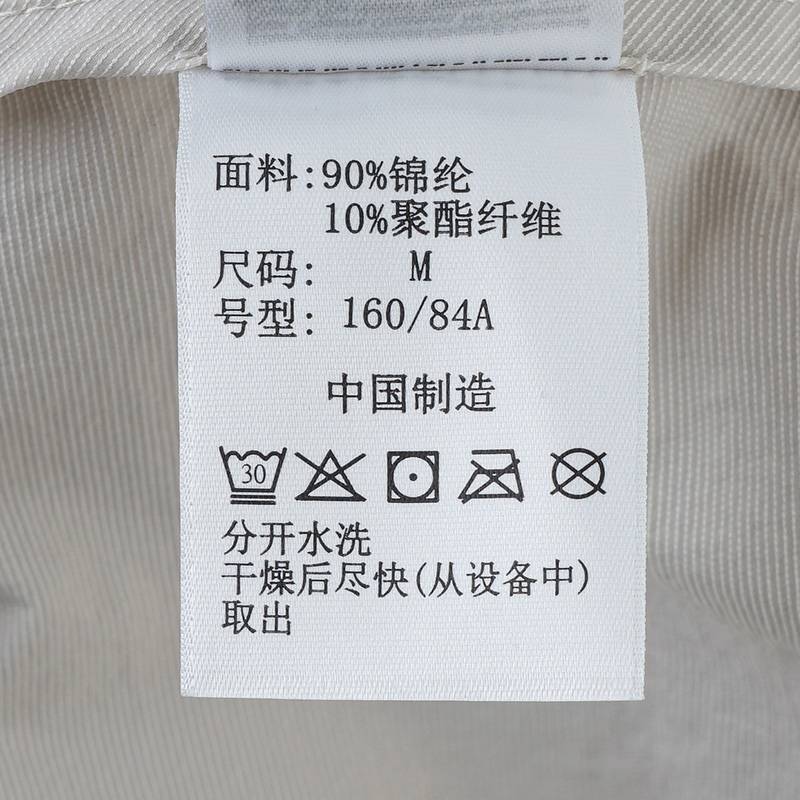 面料:90%锦纶
10%聚酯纤维
尺码: M
号型: 160/84A
中国制造
30
分开水洗
干燥后尽快(从设备中)
取出